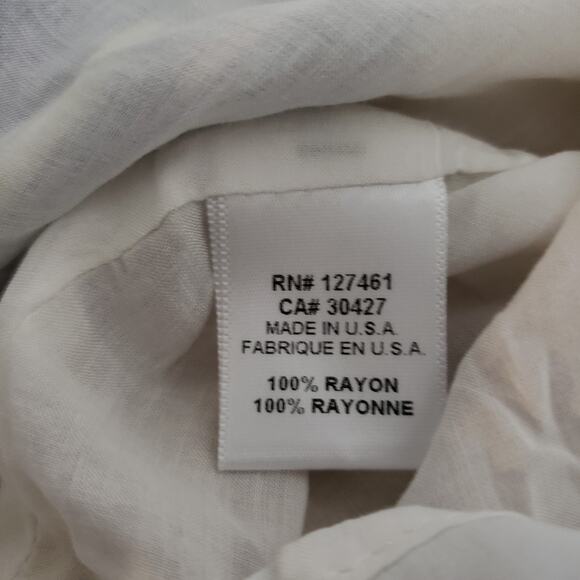 RN# 127461
CA# 30427
MADE IN U.S.A.
FABRIQUE EN U.S.A.
100% RAYON
100% RAYONNE